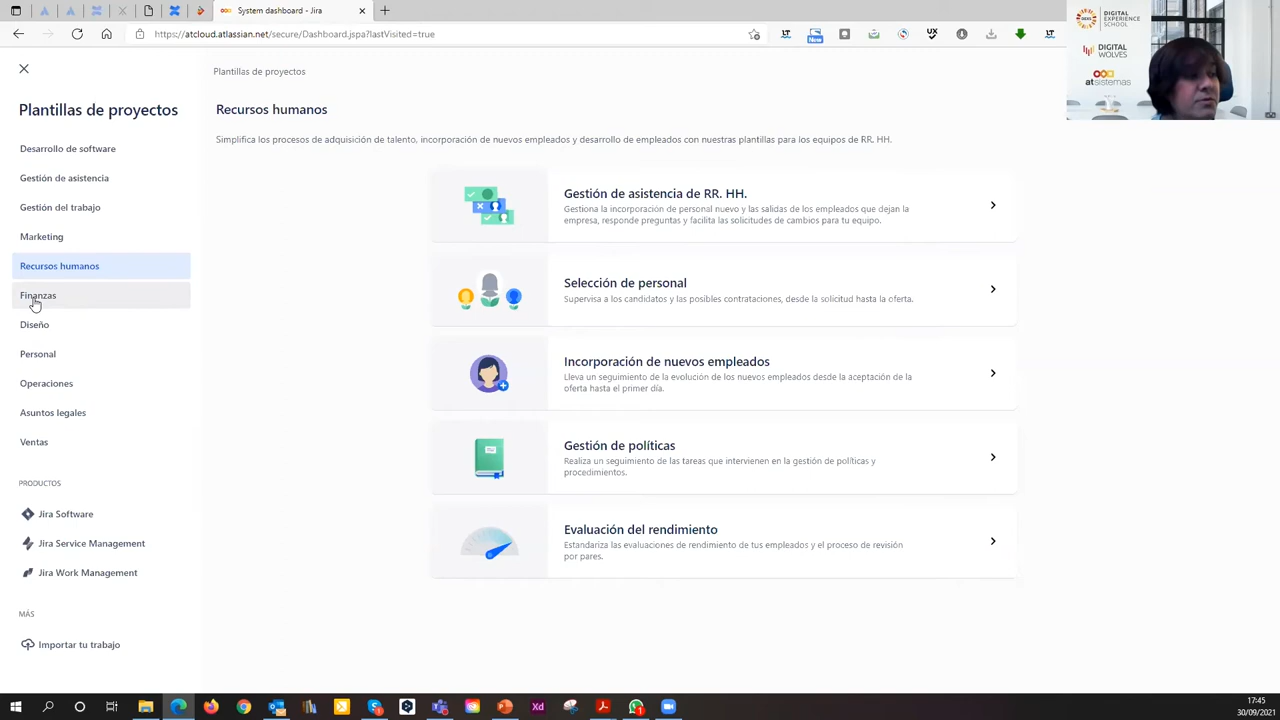 System dashboard - Jira
https://atcloud.atlassian.net/secure/Dashboard.jspa?lastVisited=true
LT
New
UX
LT
DIGITAL
EXPERIENCE
SCHOOL
DIGITAL
WOLVES
atsistemas
Plantillas de proyectos
Desarrollo de software
Gestión de asistencia
Gestión del trabajo
Marketing
Recursos humanos
Finanzas
Diseño
Personal
Operaciones
Asuntos legales
Ventas
PRODUCTOS
Jira Software
Jira Service Management
Jira Work Management
MÁS
Importar tu trabajo
Plantillas de proyectos
Recursos humanos
Simplifica los procesos de adquisición de talento, incorporación de nuevos empleados y desarrollo de empleados con nuestras plantillas para los equipos de RR. HH.
Gestión de asistencia de RR. HH.
Gestiona la incorporación de personal nuevo y las salidas de los empleados que dejan la
empresa, responde preguntas y facilita las solicitudes de cambios para tu equipo.
Selección de personal
Supervisa a los candidatos y las posibles contrataciones, desde la solicitud hasta la oferta.
Incorporación de nuevos empleados
Lleva un seguimiento de la evolución de los nuevos empleados desde la aceptación de la
oferta hasta el primer día.
Gestión de políticas
Realiza un seguimiento de las tareas que intervienen en la gestión de políticas y
procedimientos.
Evaluación del rendimiento
Estandariza las evaluaciones de rendimiento de tus empleados y el proceso de revisión
por pares.
Xd
17:45
30/09/2021